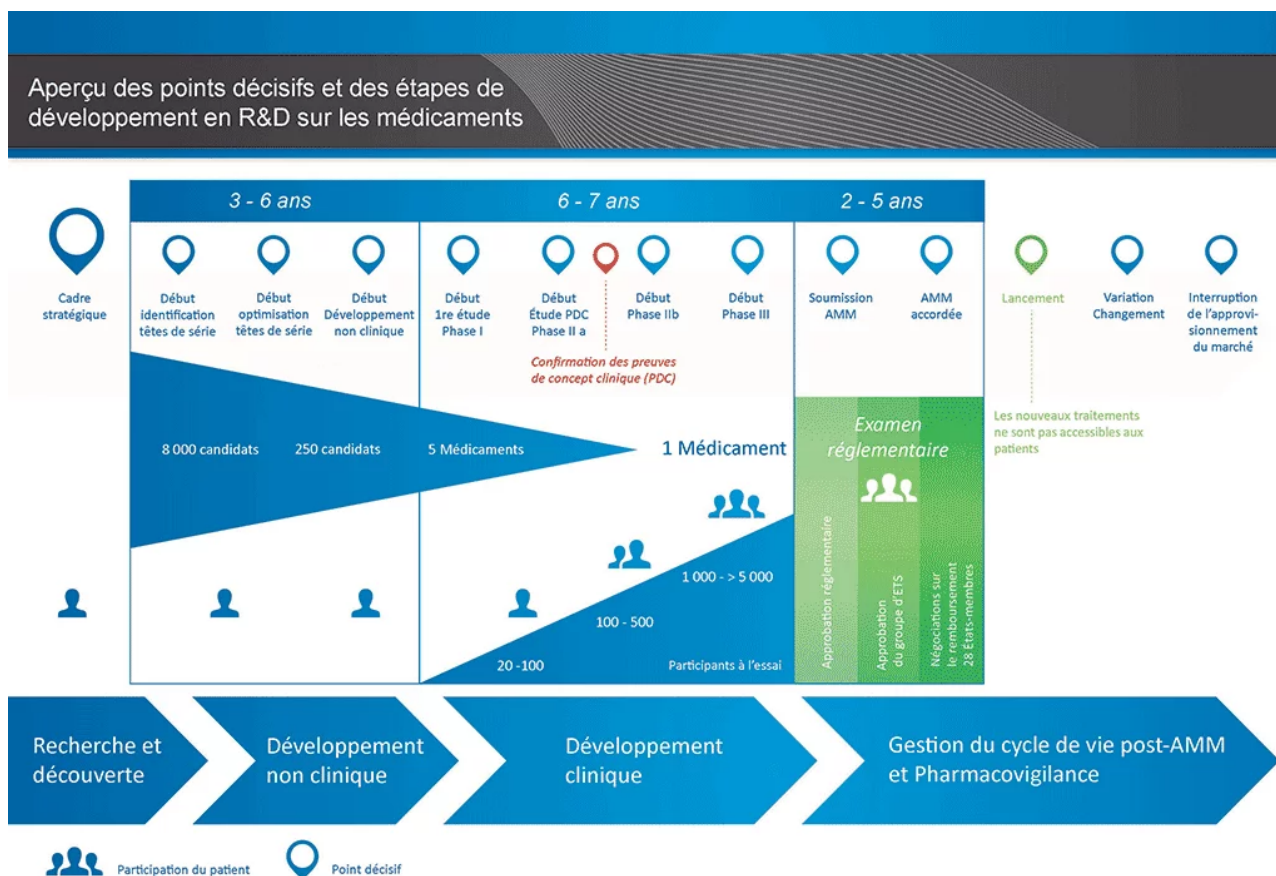 Aperçu des points décisifs et des étapes de
développement en R&D sur les médicaments
3 - 6 ans
6 - 7 ans
2 - 5 ans
Cadre
stratégique
Début
identification
têtes de série
Début
optimisation
têtes de série
Début
Développement
non clinique
Début
1re étude
Phase I
Début
Étude PDC
Phase II a
Début
Phase IIb
Début
Phase III
Soumission
AMM
AMM
accordée
Lancement
Variation
Changement
Interruption
de l'approvi-
sionnement
du marché
Confirmation des preuves
de concept clinique (PDC)
8 000 candidats
250 candidats
5 Médicaments
1 Médicament
Examen
réglementaire
Les nouveaux traitements
ne sont pas accessibles aux
patients
1 000 - > 5 000
100 - 500
20 -100
Participants à l'essai
Approbation réglementaire
Approbation
du groupe d'ETS
Négociations sur
le remboursement
28 États-membres
Recherche et
découverte
Développement
non clinique
Développement
clinique
Gestion du cycle de vie post-AMM
et Pharmacovigilance
Participation du patient
Point décisif